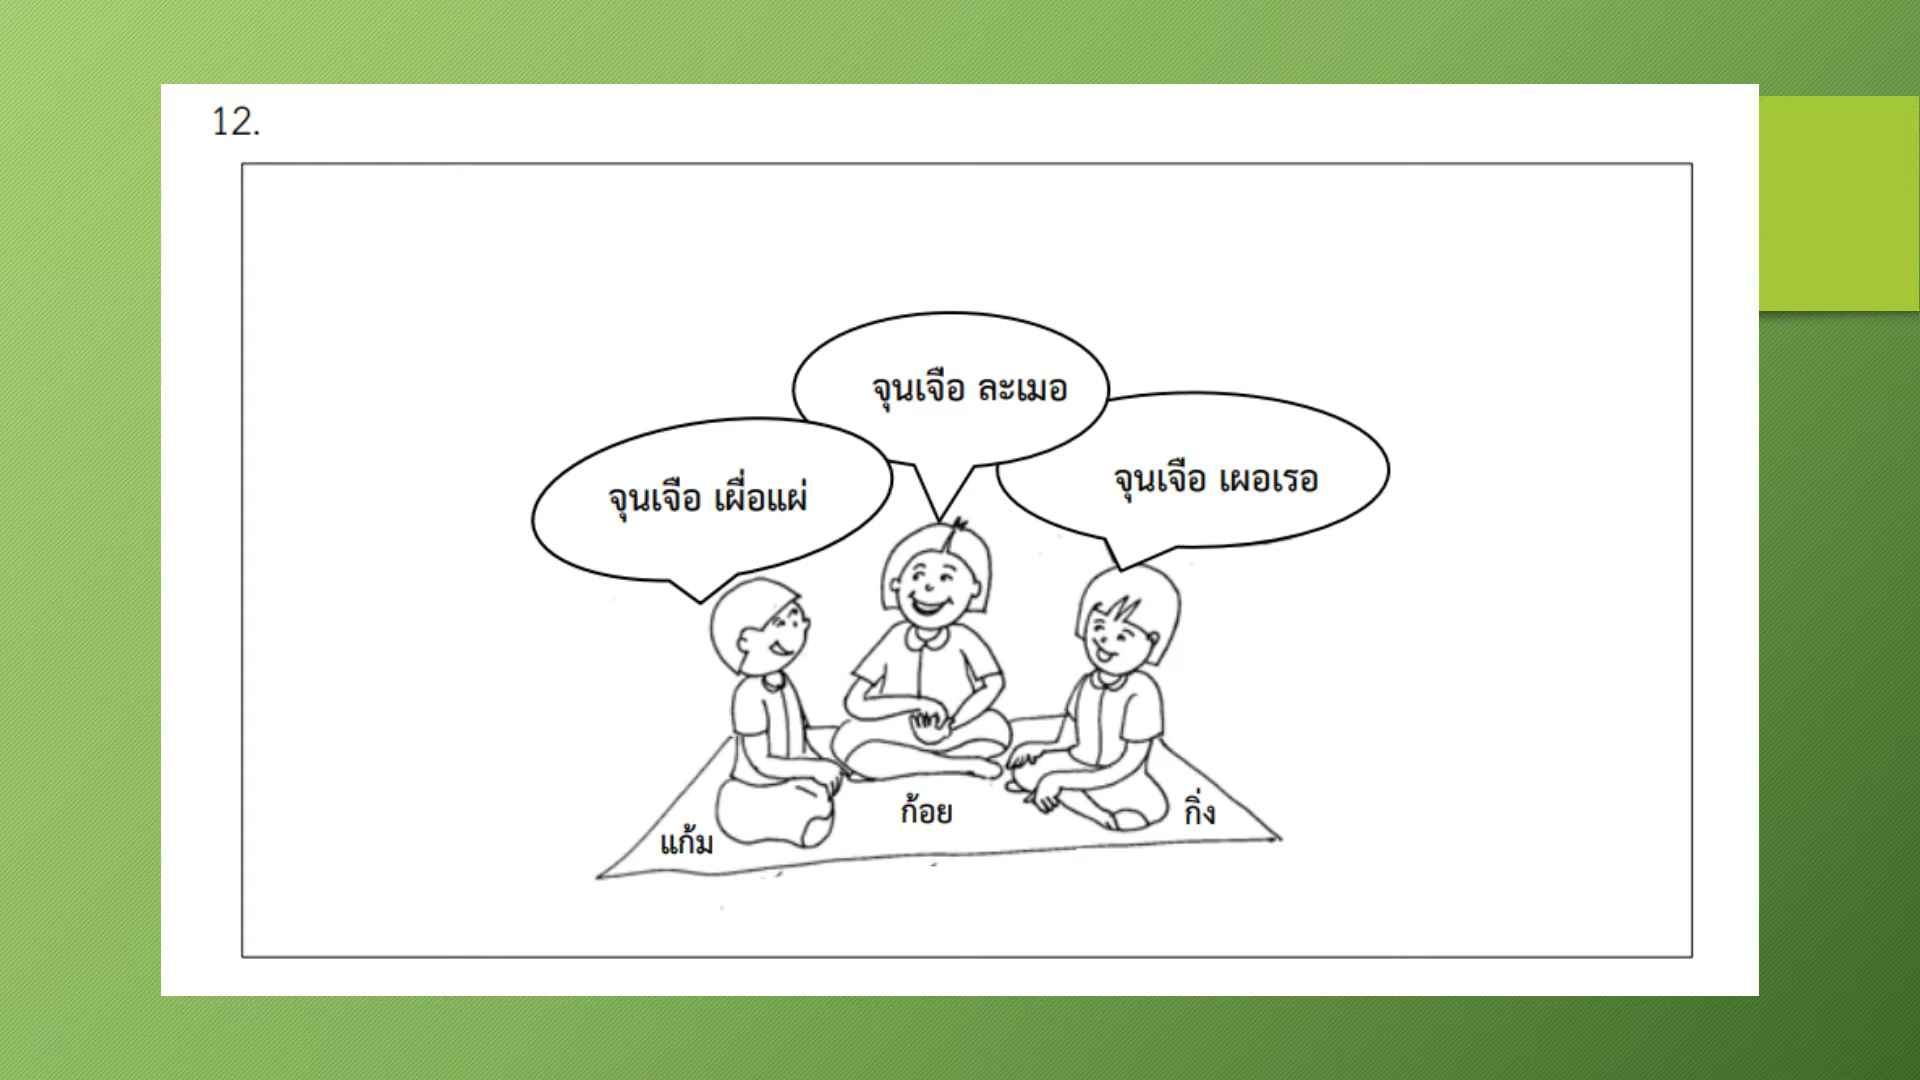 12.
จุนเจือ ละเมอ
จุนเจือ เผื่อแผ่
จุนเจือ เผอเรอ
แก้ม
ก้อย
กิ่ง